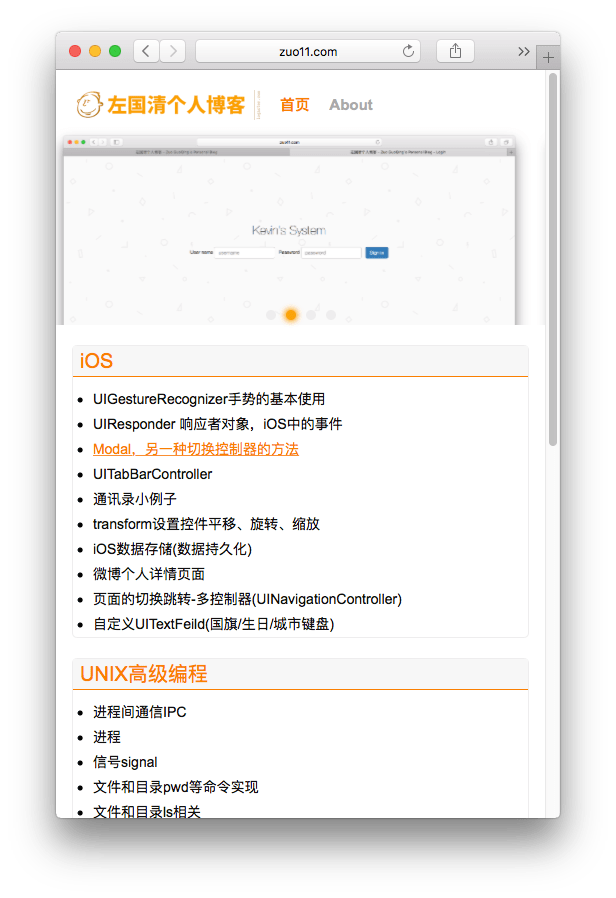 zuo11.com
左国清个人博客
首页
About
zuo11.com
Kevin's System
User name
username
Password
password
Sign in
iOS
UIGestureRecognizer手势的基本使用
UIResponder 响应者对象，iOS中的事件
Modal，另一种切换控制器的方法
UITabBarController
通讯录小例子
transform设置控件平移、旋转、缩放
iOS数据存储(数据持久化)
微博个人详情页面
页面的切换跳转-多控制器(UINavigationController)
自定义UITextFeild(国旗/生日/城市键盘)
UNIX高级编程
进程间通信IPC
进程
信号signal
文件和目录pwd等命令实现
文件和目录ls相关